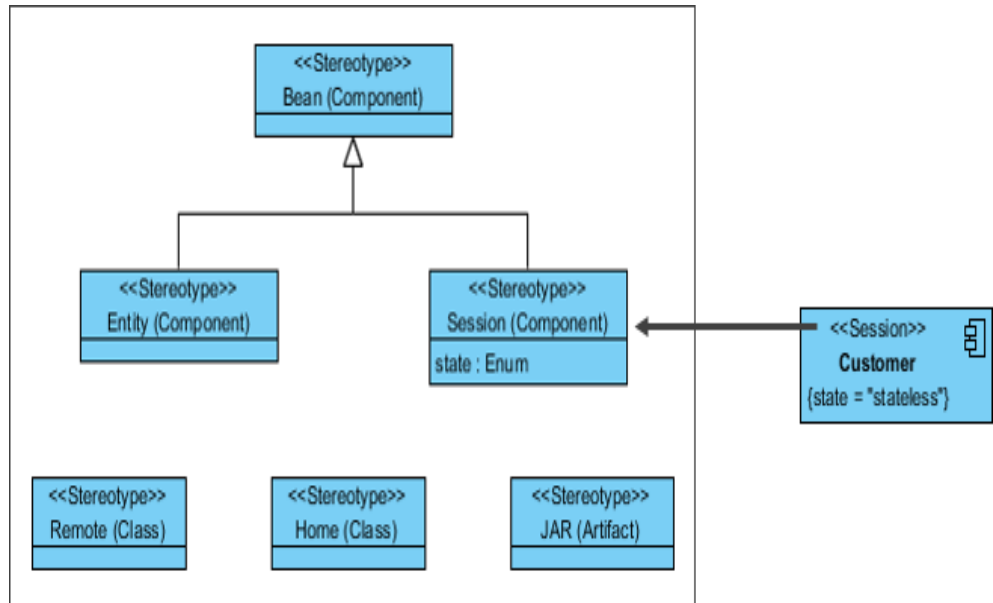 <<Stereotype>>
Bean (Component)
<<Stereotype>>
Entity (Component)
<<Stereotype>>
Session (Component)
state : Enum
<<Session>>
Customer
{state = "stateless"}
<<Stereotype>>
Remote (Class)
<<Stereotype>>
Home (Class)
<<Stereotype>>
JAR (Artifact)